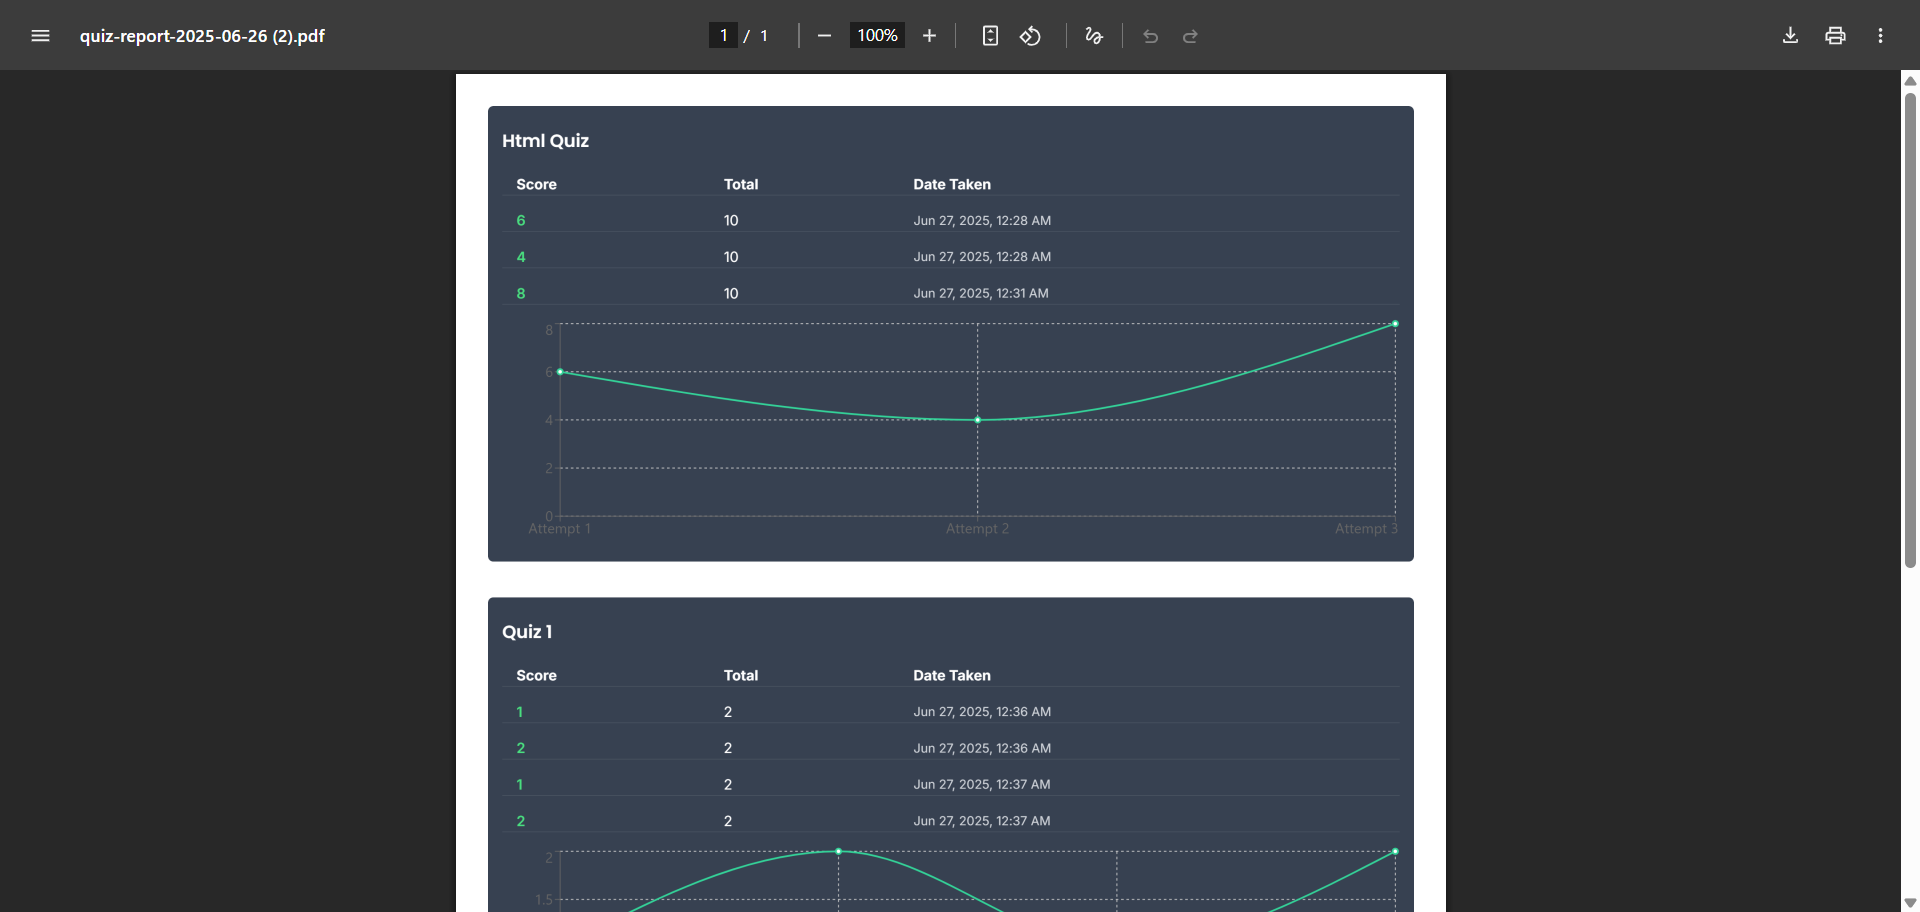 quiz-report-2025-06-26 (2).pdf
1 / 1
100%
Html Quiz
Score Total Date Taken
6 10 Jun 27, 2025, 12:28 AM
4 10 Jun 27, 2025, 12:28 AM
8 10 Jun 27, 2025, 12:31 AM
8
6
4
2
0
Attempt 1 Attempt 2 Attempt 3
Quiz 1
Score Total Date Taken
1 2 Jun 27, 2025, 12:36 AM
2 2 Jun 27, 2025, 12:36 AM
1 2 Jun 27, 2025, 12:37 AM
2 2 Jun 27, 2025, 12:37 AM
2
1.5